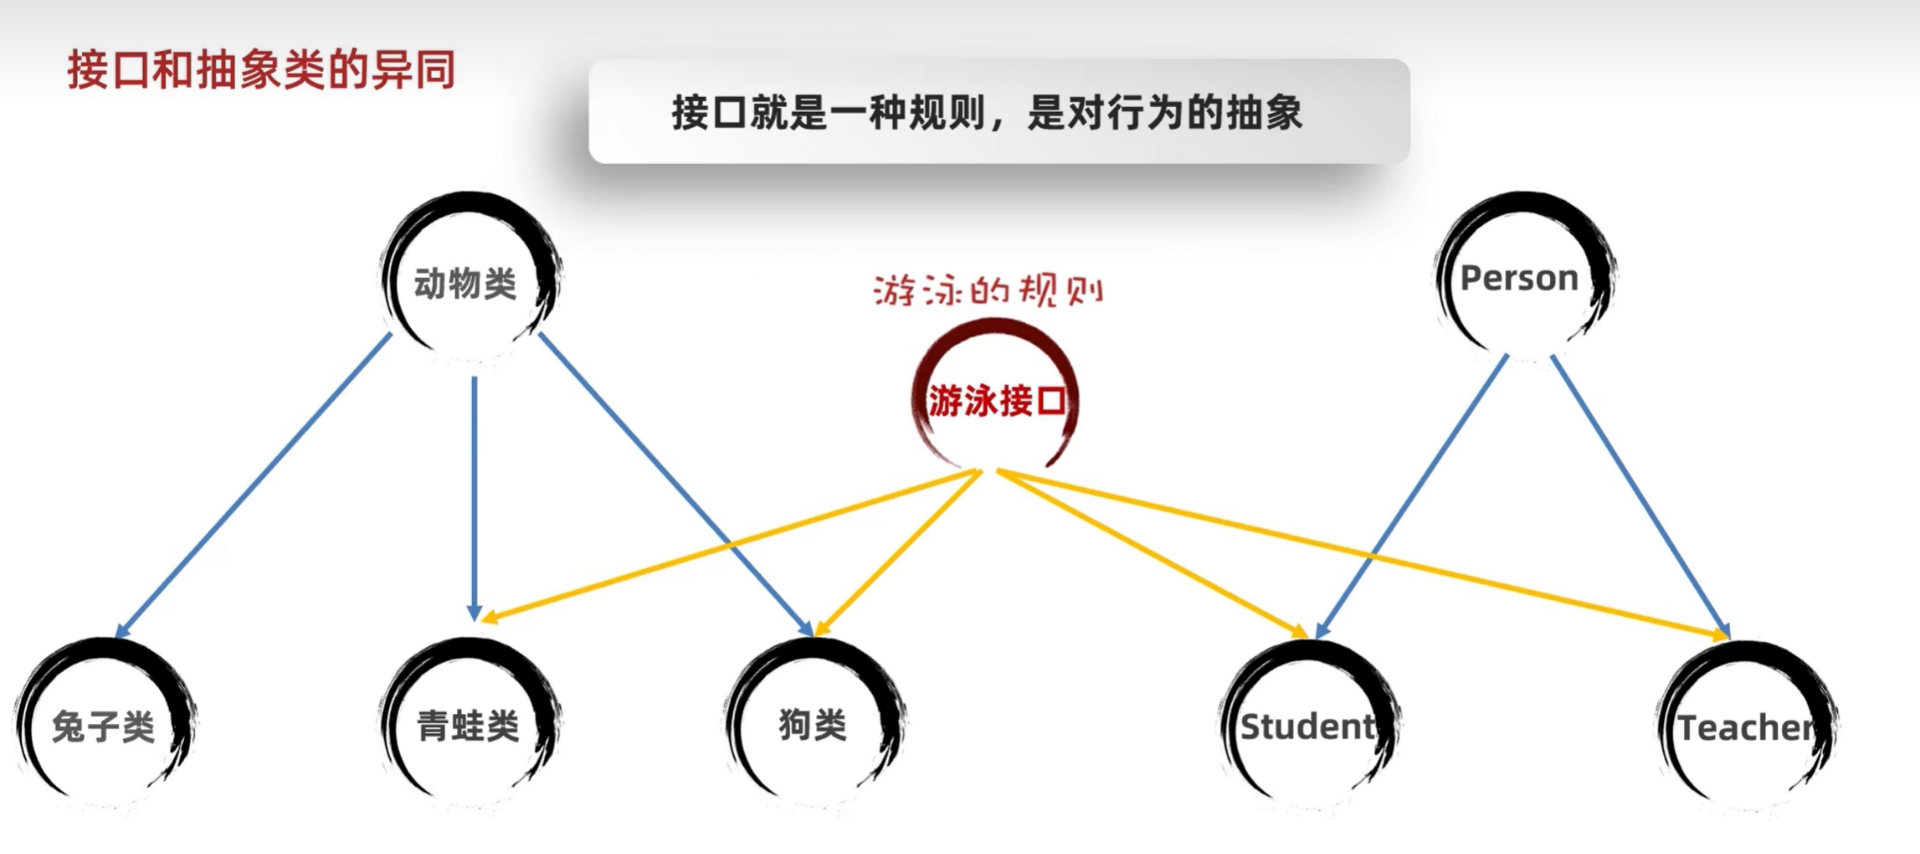 接口和抽象类的异同
接口就是一种规则，是对行为的抽象
动物类
游泳的规则
Person
游泳接口
兔子类
青蛙类
狗类
Student
Teacher